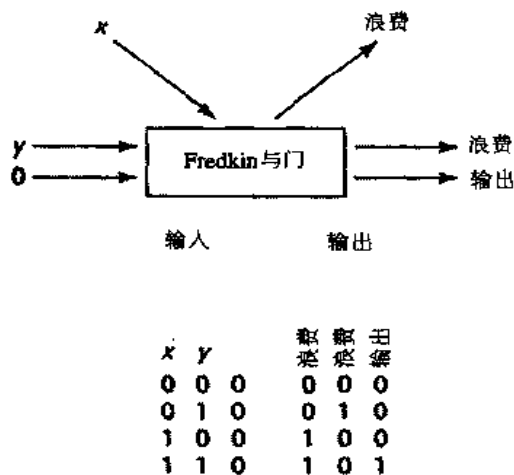 x 浪费
y Fredkin与门 浪费
0 输出
输入 输出
x y 浪费 浪费 输出
0 0 0 0 0 0
0 1 0 0 1 0
1 0 0 1 0 0
1 1 0 1 0 1